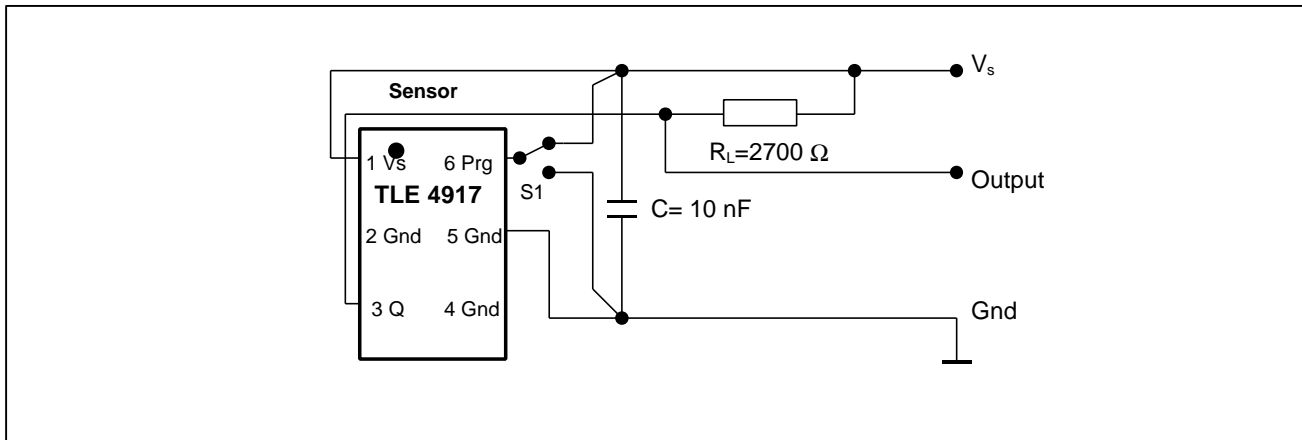 Vs
Sensor
RL=2700 Ω
1 Vs 6 Prg
TLE 4917
S1
Output
C= 10 nF
2 Gnd 5 Gnd
3 Q 4 Gnd
Gnd